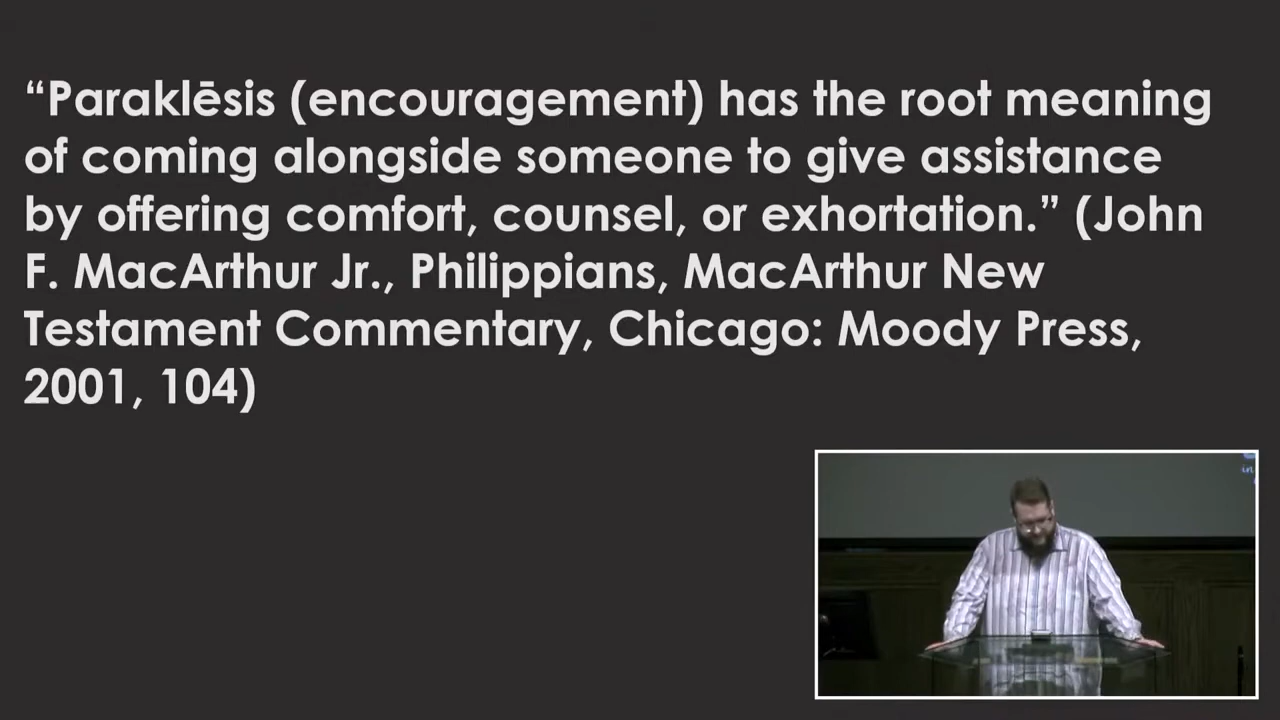 “Paraklēsis (encouragement) has the root meaning
of coming alongside someone to give assistance
by offering comfort, counsel, or exhortation.” (John
F. MacArthur Jr., Philippians, MacArthur New
Testament Commentary, Chicago: Moody Press,
2001, 104)
in